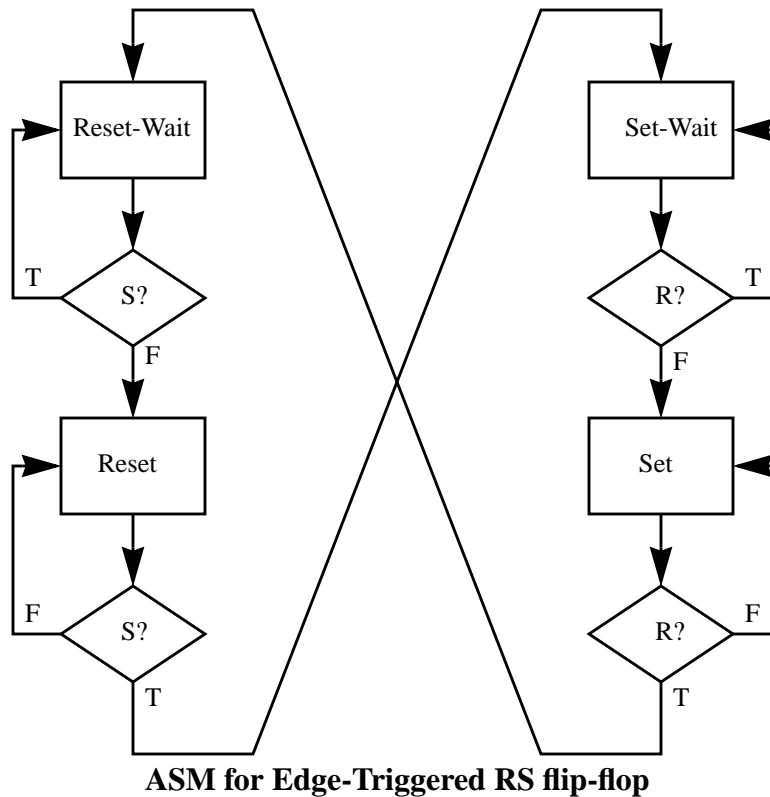 Reset-Wait
Set-Wait
T
S?
R?
T
F
F
Reset
Set
F
S?
R?
F
T
T
ASM for Edge-Triggered RS flip-flop